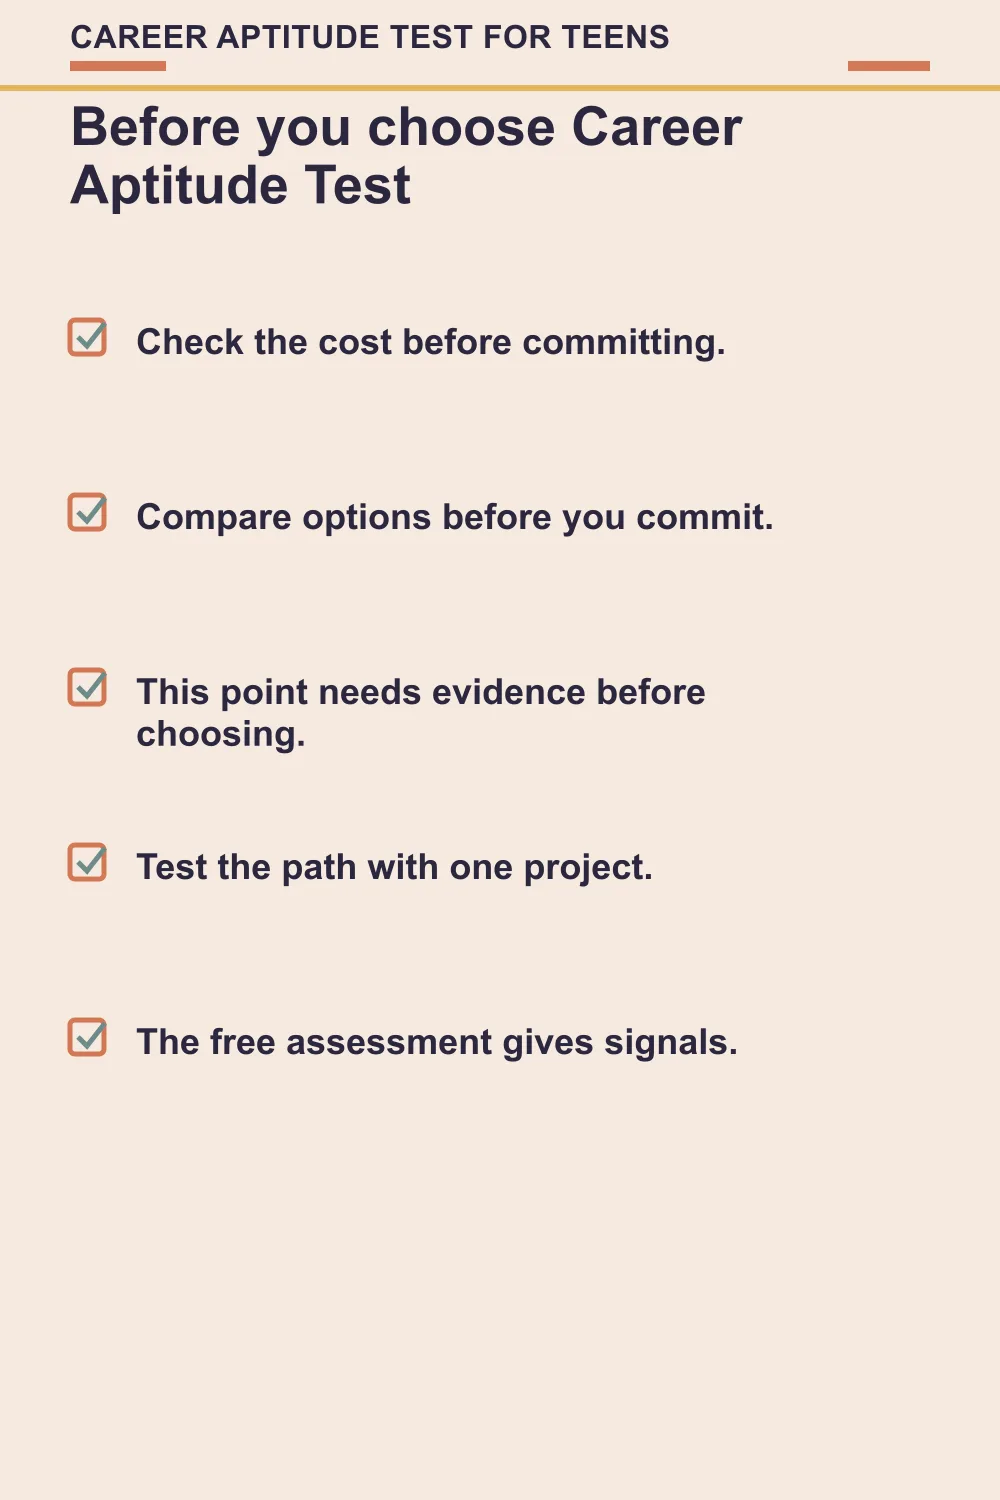 CAREER APTITUDE TEST FOR TEENS
Before you choose Career
Aptitude Test
Check the cost before committing.
Compare options before you commit.
This point needs evidence before
choosing.
Test the path with one project.
The free assessment gives signals.